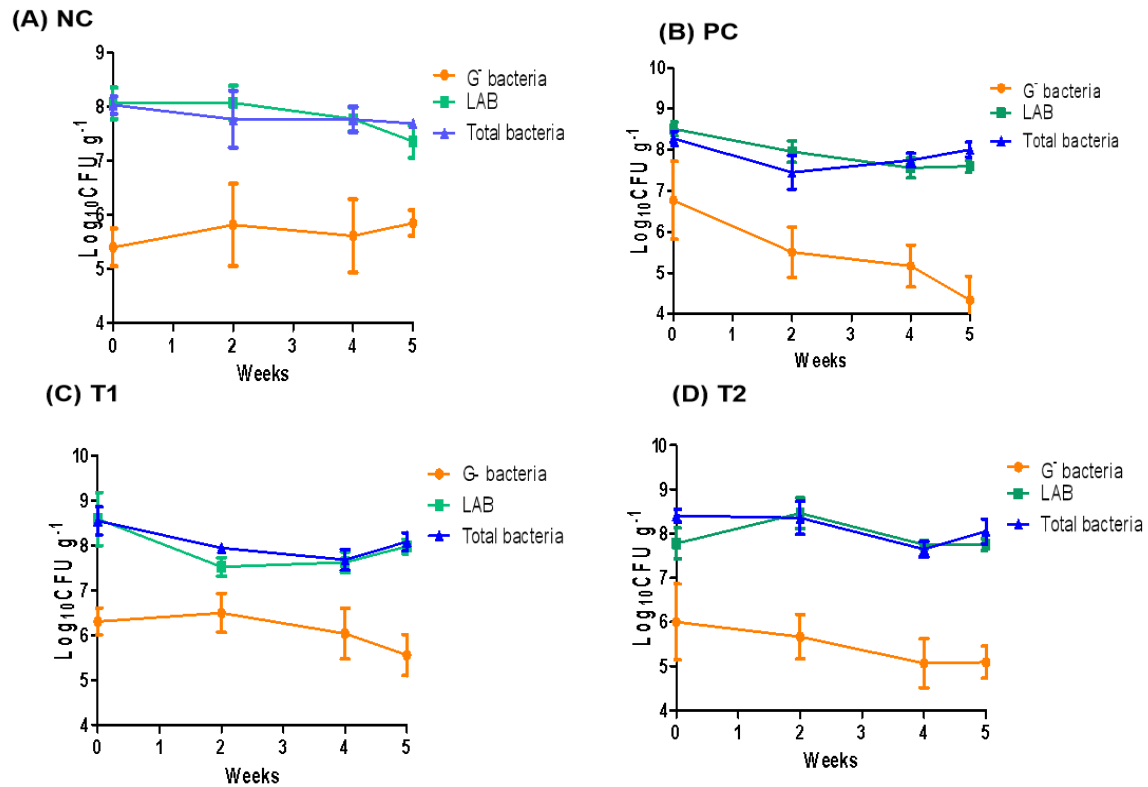 (A) NC
9
8
7
6
5
4
0
1
2
3
4
5
Log10CFU g-1
Weeks
G- bacteria
LAB
Total bacteria
(B) PC
10
9
8
7
6
5
4
0
1
2
3
4
5
Log10CFU g-1
Weeks
G- bacteria
LAB
Total bacteria
(C) T1
10
9
8
7
6
5
4
0
1
2
3
4
5
Log10CFU g-1
Weeks
G- bacteria
LAB
Total bacteria
(D) T2
10
9
8
7
6
5
4
0
1
2
3
4
5
Log10CFU g-1
Weeks
G- bacteria
LAB
Total bacteria